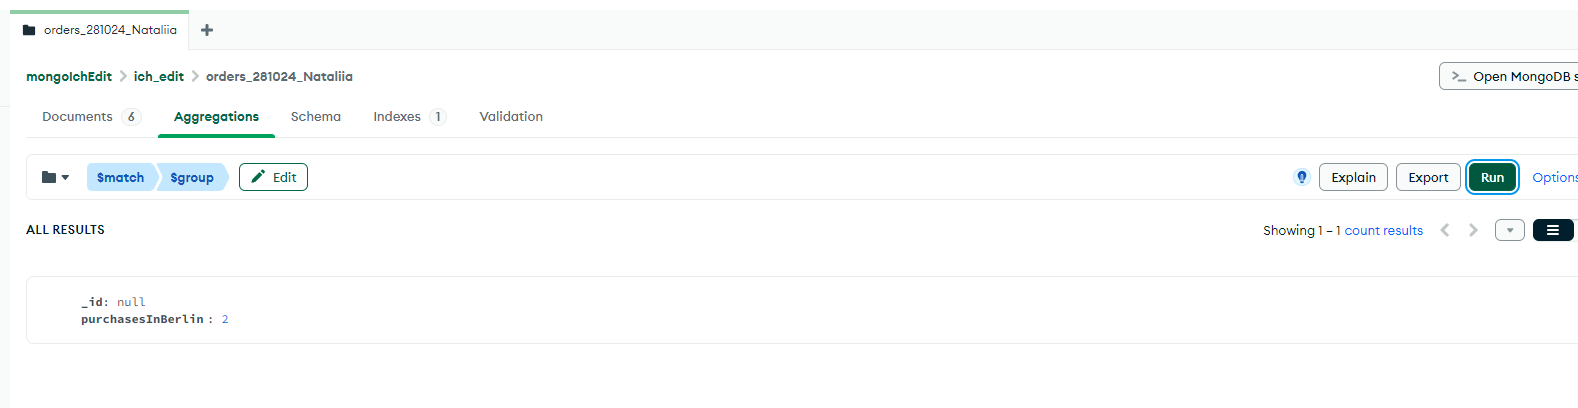 orders_281024_Nataliia
mongoIchEdit ich_edit orders_281024_Nataliia
>_ Open MongoDB s
Documents 6 Aggregations Schema Indexes 1 Validation
$match $group Edit Explain Export Run Options
ALL RESULTS
Showing 1 – 1 count results
_id: null
purchasesInBerlin : 2